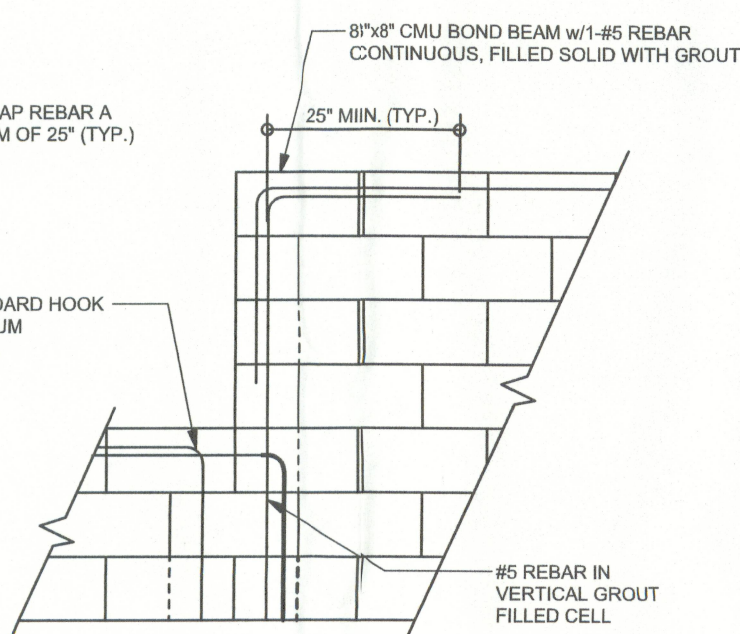 8"x8" CMU BOND BEAM w/1-#5 REBAR
CONTINUOUS, FILLED SOLID WITH GROUT
AP REBAR A
M OF 25" (TYP.)
25" MIIN. (TYP.)
DARD HOOK
UM
#5 REBAR IN
VERTICAL GROUT
FILLED CELL